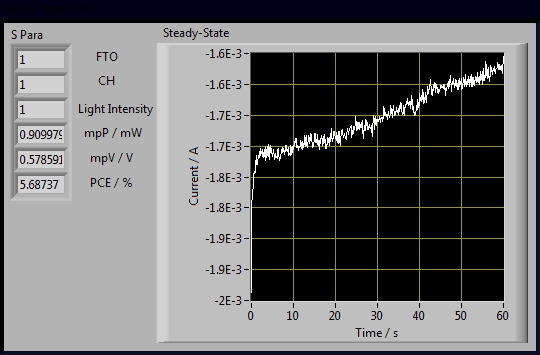 S Para
1 FTO
1 CH
1 Light Intensity
0.909979 mpP / mW
0.578591 mpV / V
5.68737 PCE / %
Steady-State
-1.6E-3
-1.6E-3
-1.7E-3
-1.7E-3
-1.8E-3
-1.8E-3
-1.9E-3
-1.9E-3
-2E-3
Current / A
0 10 20 30 40 50 60
Time / s